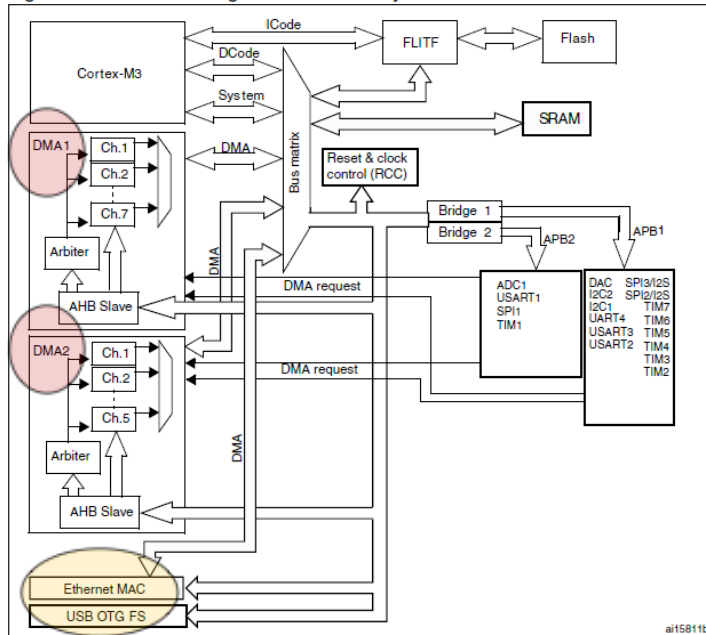 ICode
FLITF
Flash
DCode
Cortex-M3
System
SRAM
Bus matrix
DMA1
Ch.1
DMA
Ch.2
Reset & clock
control (RCC)
Ch.7
Bridge 1
Bridge 2
APB2
APB1
Arbiter
DMA
DMA request
ADC1
USART1
SPI1
TIM1
DAC SPI3/I2S
I2C2 SPI2/I2S
I2C1 TIM7
UART4 TIM6
USART3 TIM5
USART2 TIM4
TIM3
TIM2
AHB Slave
DMA2
Ch.1
Ch.2
DMA request
Ch.5
DMA
Arbiter
AHB Slave
Ethernet MAC
USB OTG FS
ai15811b